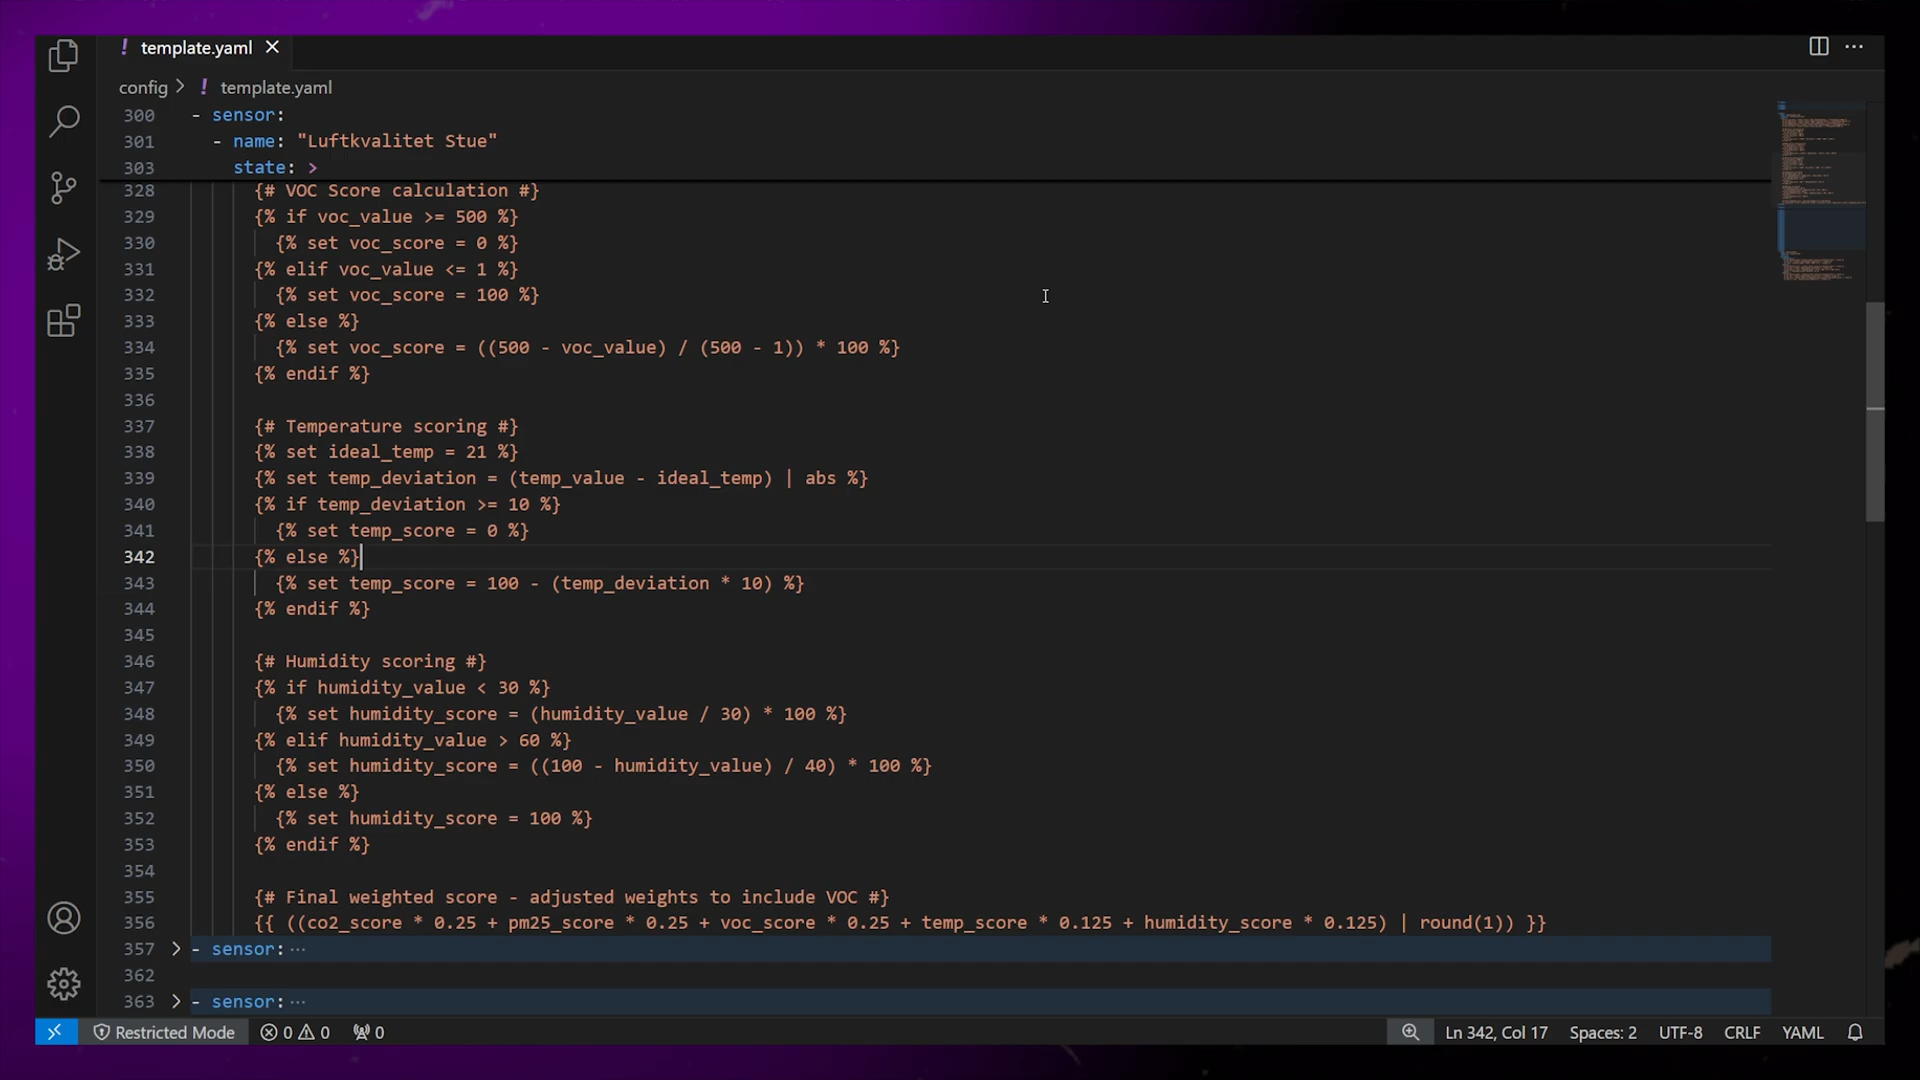 ! template.yaml
config > ! template.yaml
300 - sensor:
301 - name: "Luftkvalitet Stue"
303 state: >
328 {# VOC Score calculation #}
329 {% if voc_value >= 500 %}
330 {% set voc_score = 0 %}
331 {% elif voc_value <= 1 %}
332 {% set voc_score = 100 %}
333 {% else %}
334 {% set voc_score = ((500 - voc_value) / (500 - 1)) * 100 %}
335 {% endif %}
336
337 {# Temperature scoring #}
338 {% set ideal_temp = 21 %}
339 {% set temp_deviation = (temp_value - ideal_temp) | abs %}
340 {% if temp_deviation >= 10 %}
341 {% set temp_score = 0 %}
342 {% else %}
343 {% set temp_score = 100 - (temp_deviation * 10) %}
344 {% endif %}
345
346 {# Humidity scoring #}
347 {% if humidity_value < 30 %}
348 {% set humidity_score = (humidity_value / 30) * 100 %}
349 {% elif humidity_value > 60 %}
350 {% set humidity_score = ((100 - humidity_value) / 40) * 100 %}
351 {% else %}
352 {% set humidity_score = 100 %}
353 {% endif %}
354
355 {# Final weighted score - adjusted weights to include VOC #}
356 {{ ((co2_score * 0.25 + pm25_score * 0.25 + voc_score * 0.25 + temp_score * 0.125 + humidity_score * 0.125) | round(1)) }}
357 > - sensor: ···
362
363 > - sensor: ···
Restricted Mode 0 0 0 Ln 342, Col 17 Spaces: 2 UTF-8 CRLF YAML